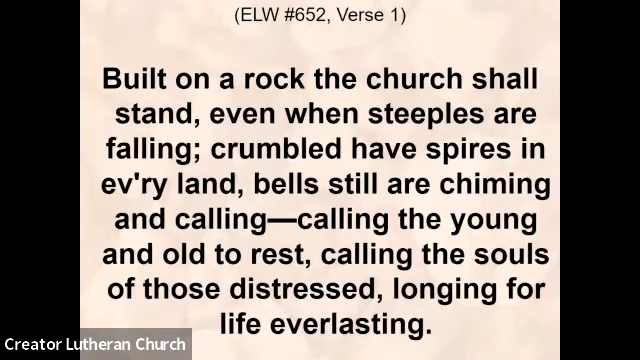 (ELW #652, Verse 1)
Built on a rock the church shall
stand, even when steeples are
falling; crumbled have spires in
ev'ry land, bells still are chiming
and calling—calling the young
and old to rest, calling the souls
of those distressed, longing for
life everlasting.
Creator Lutheran Church